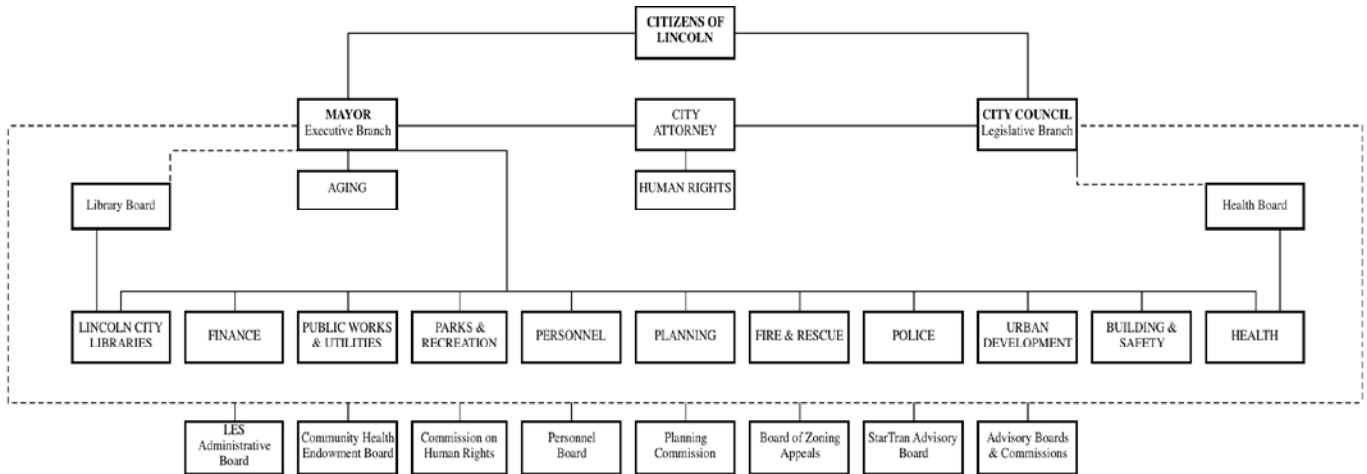 CITIZENS OF
LINCOLN
MAYOR
Executive Branch
CITY
ATTORNEY
CITY COUNCIL
Legislative Branch
AGING
HUMAN RIGHTS
Library Board
Health Board
LINCOLN CITY
LIBRARIES
FINANCE
PUBLIC WORKS
& UTILITIES
PARKS &
RECREATION
PERSONNEL
PLANNING
FIRE & RESCUE
POLICE
URBAN
DEVELOPMENT
BUILDING &
SAFETY
HEALTH
LES
Administrative
Board
Community Health
Endowment Board
Commission on
Human Rights
Personnel
Board
Planning
Commission
Board of Zoning
Appeals
StarTran Advisory
Board
Advisory Boards
& Commissions